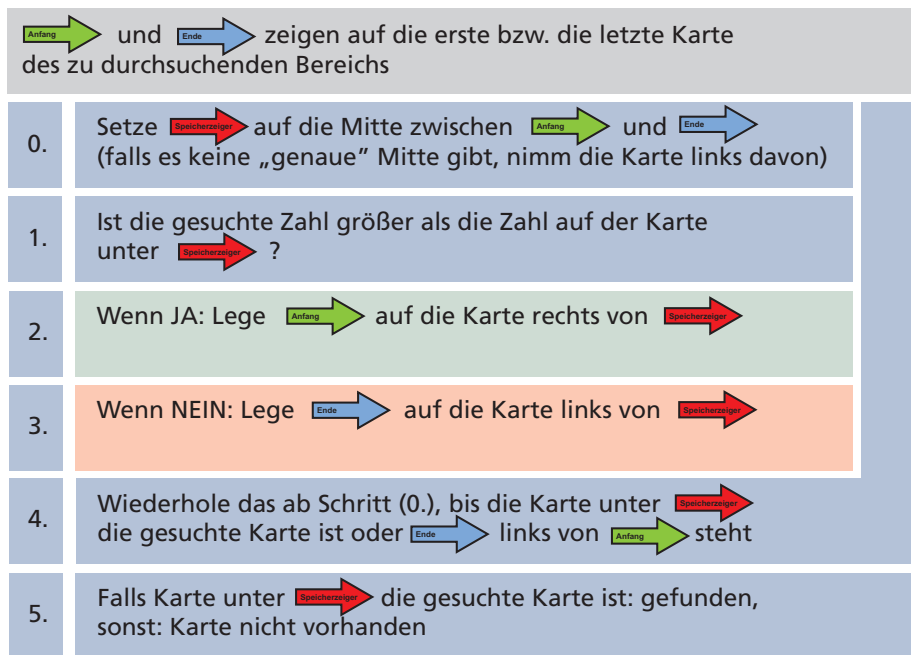 Anfang und Ende zeigen auf die erste bzw. die letzte Karte
des zu durchsuchenden Bereichs
0. Setze Speicherzeiger auf die Mitte zwischen Anfang und Ende
(falls es keine „genaue” Mitte gibt, nimm die Karte links davon)
1. Ist die gesuchte Zahl größer als die Zahl auf der Karte
unter Speicherzeiger ?
2. Wenn JA: Lege Anfang auf die Karte rechts von Speicherzeiger
3. Wenn NEIN: Lege Ende auf die Karte links von Speicherzeiger
4. Wiederhole das ab Schritt (0.), bis die Karte unter Speicherzeiger
die gesuchte Karte ist oder Ende links von Anfang steht
5. Falls Karte unter Speicherzeiger die gesuchte Karte ist: gefunden,
sonst: Karte nicht vorhanden